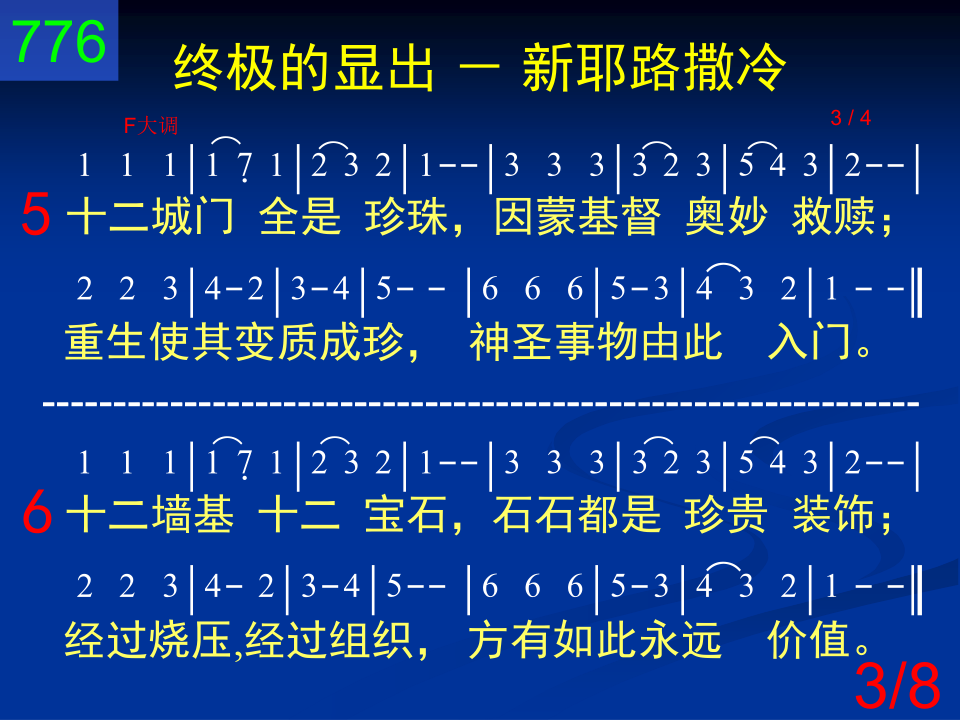 776
终极的显出 － 新耶路撒冷
F大调 3 / 4
1 1 1|1 7 1|2 3 2|1--|3 3 3|3 2 3|5 4 3|2--|
5 十二城门 全是 珍珠，因蒙基督 奥妙 救赎；
2 2 3|4-2|3-4|5-- |6 6 6|5-3|4 3 2|1 --‖
重生使其变质成珍， 神圣事物由此 入门。
--------------------------------------------------------------
1 1 1|1 7 1|2 3 2|1--|3 3 3|3 2 3|5 4 3|2--|
6 十二墙基 十二 宝石，石石都是 珍贵 装饰；
2 2 3|4- 2|3-4|5-- |6 6 6|5-3|4 3 2|1 --‖
经过烧压,经过组织， 方有如此永远 价值。
3/8